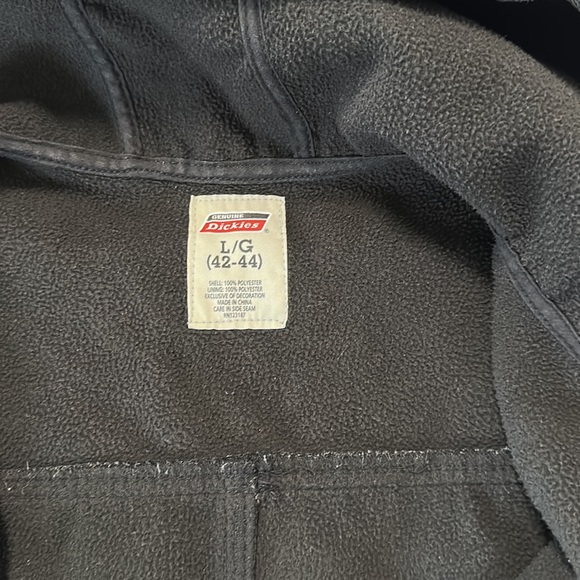 GENUINE
Dickies
L/G
(42-44)
SHELL: 100% POLYESTER
LINING: 100% POLYESTER
EXCLUSIVE OF DECORATION
MADE IN CHINA
CARE IN SIDE SEAM